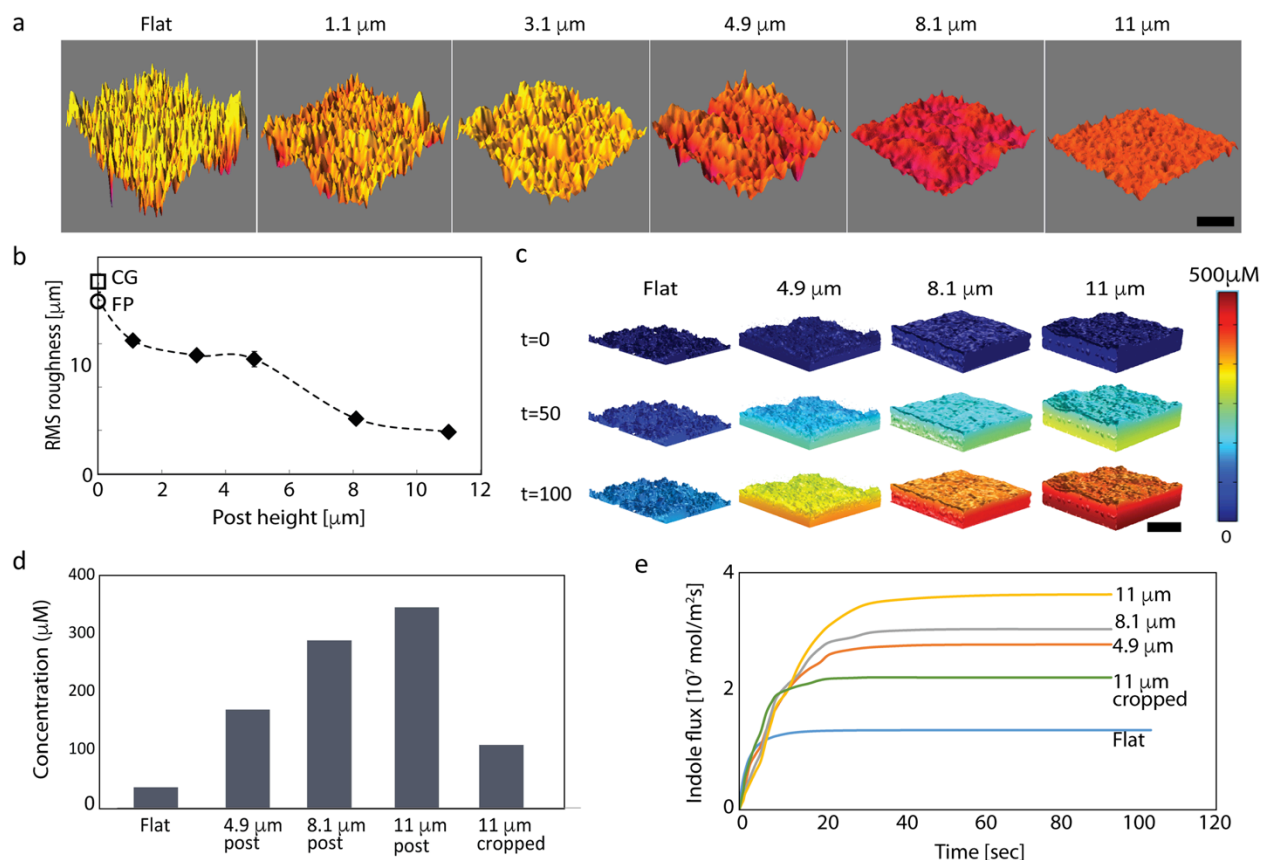 a
Flat 1.1 μm 3.1 μm 4.9 μm 8.1 μm 11 μm
b
RMS roughness [μm]
10
0
CG
FP
0 2 4 6 8 10 12
Post height [μm]
c
Flat 4.9 μm 8.1 μm 11 μm
t=0
t=50
t=100
500μM
0
d
Concentration (μM)
400
300
200
100
0
Flat 4.9 μm 8.1 μm 11 μm 11 μm
post post post cropped
e
Indole flux [10⁷ mol/m²s]
4
2
0
11 μm
8.1 μm
4.9 μm
11 μm
cropped
Flat
0 20 40 60 80 100 120
Time [sec]